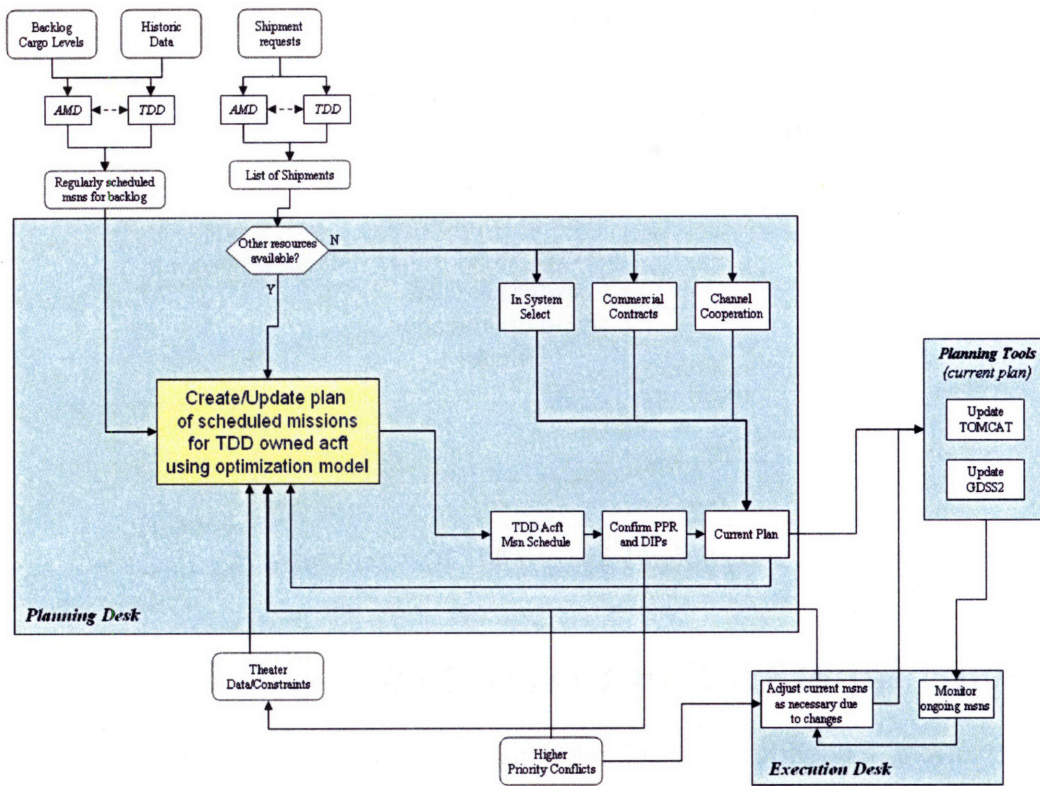 Backlog
Cargo Levels
Historic
Data
Shipment
requests
AMD
TDD
AMD
TDD
Regularly scheduled
msns for backlog
List of Shipments
Other resources
available?
N
Y
In System
Select
Commercial
Contracts
Channel
Cooperation
Create/Update plan
of scheduled missions
for TDD owned acft
using optimization model
Planning Tools
(current plan)
Update
TOMCAT
Update
GDSS2
TDD Acft
Msn Schedule
Confirm PPR
and DIPs
Current Plan
Planning Desk
Theater
Data/Constraints
Adjust current msns
as necessary due
to changes
Monitor
ongoing msns
Higher
Priority Conflicts
Execution Desk